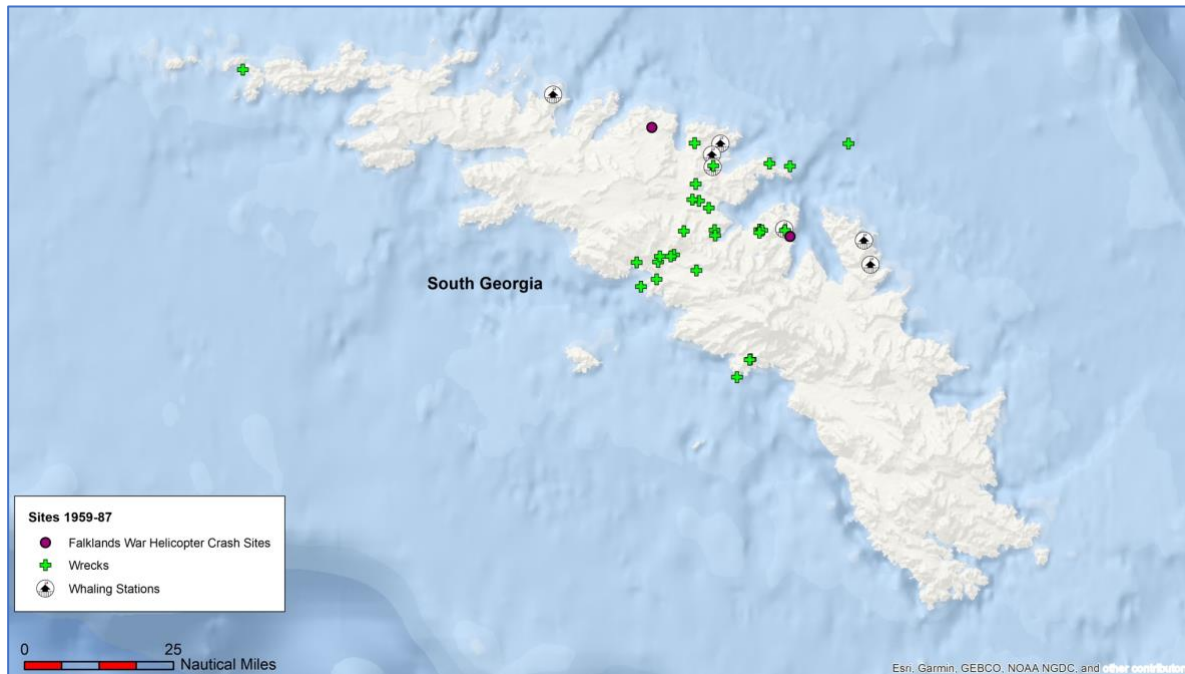 South Georgia
Sites 1959-87
Falklands War Helicopter Crash Sites
Wrecks
Whaling Stations
0 25
Nautical Miles
Esri, Garmin, GEBCO, NOAA NGDC, and other contributor